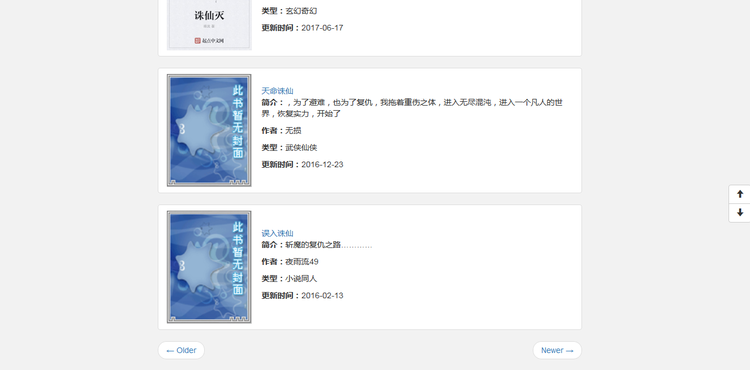 诛仙灭
起点中文网
类型：玄幻奇幻
更新时间：2017-06-17
此书暂无封面
天命诛仙
简介：，为了避难，也为了复仇，我拖着重伤之体，进入无尽混沌，进入一个凡人的世
界，恢复实力，开始了
作者：无损
类型：武侠仙侠
更新时间：2016-12-23
此书暂无封面
误入诛仙
简介：斩魔的复仇之路…………
作者：夜雨流49
类型：小说同人
更新时间：2016-02-13
← Older
Newer →